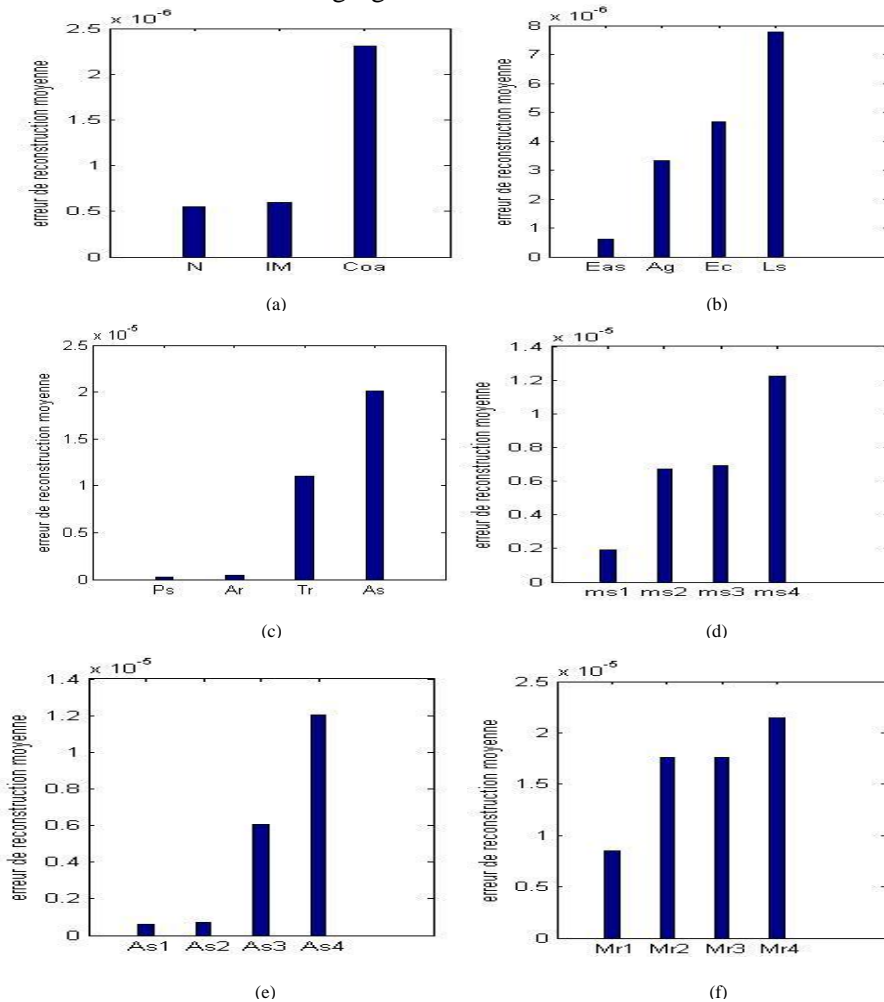 x 10-6
2.5
2
1.5
1
0.5
0
erreur de reconstruction moyenne
N IM Coa
(a)
x 10-6
8
7
6
5
4
3
2
1
0
erreur de reconstruction moyenne
Eas Ag Ec Ls
(b)
x 10-5
2.5
2
1.5
1
0.5
0
erreur de reconstruction moyenne
Ps Ar Tr As
(c)
x 10-5
1.4
1.2
1
0.8
0.6
0.4
0.2
0
erreur de reconstruction moyenne
ms1 ms2 ms3 ms4
(d)
x 10-5
1.4
1.2
1
0.8
0.6
0.4
0.2
0
erreur de reconstruction moyenne
As1 As2 As3 As4
(e)
x 10-5
2.5
2
1.5
1
0.5
0
erreur de reconstruction moyenne
Mr1 Mr2 Mr3 Mr4
(f)